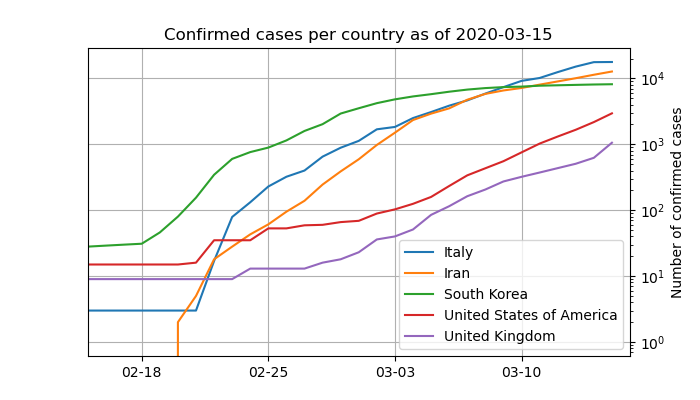 Confirmed cases per country as of 2020-03-15
10⁴
10³
10²
10¹
10⁰
Number of confirmed cases
Italy
Iran
South Korea
United States of America
United Kingdom
02-18 02-25 03-03 03-10